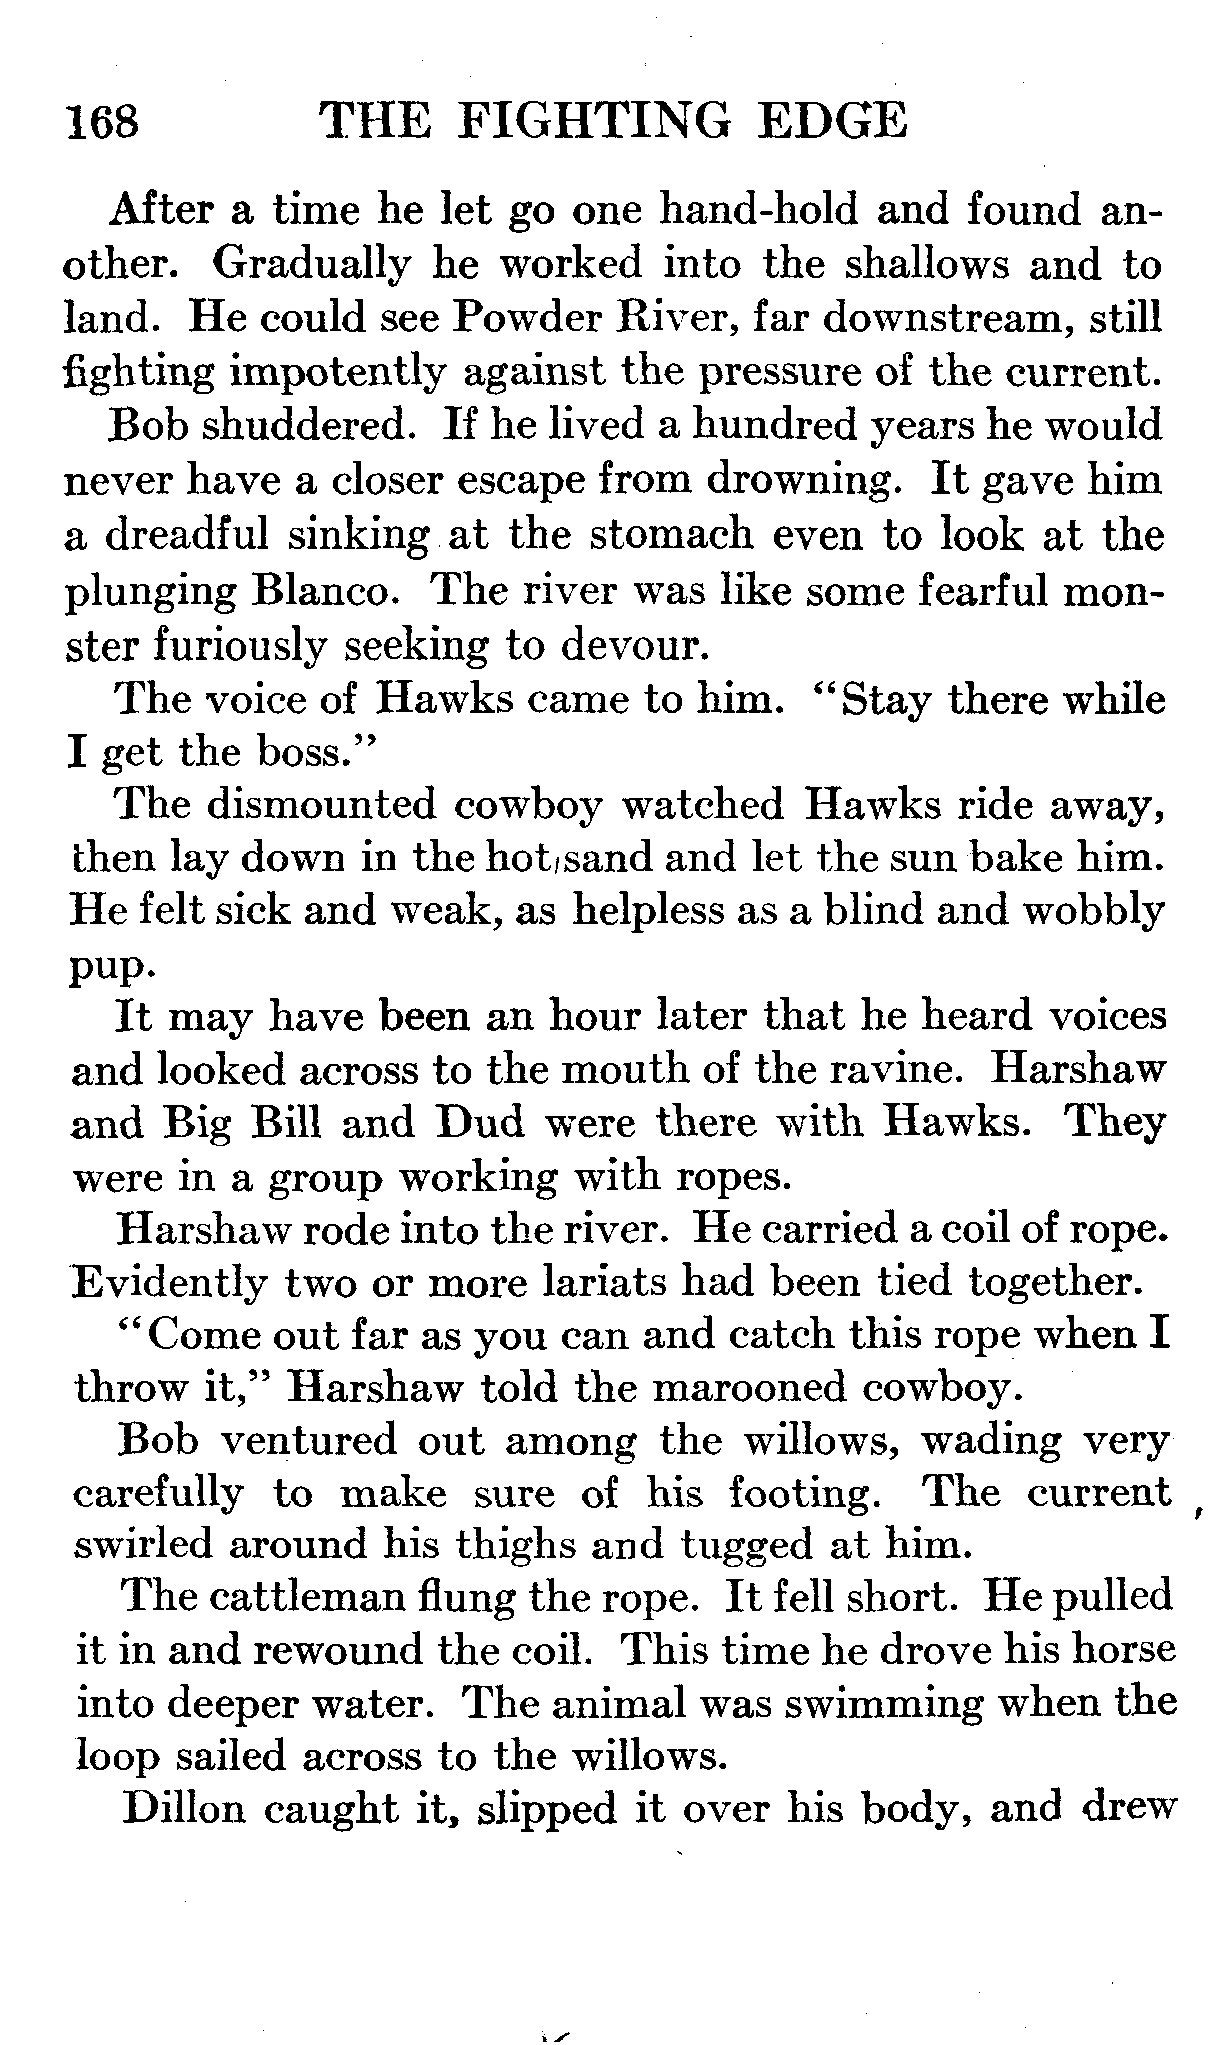 168 THE FIGHTING EDGE
After a time he let go one hand-hold and found an-
other. Gradually he worked into the shallows and to
land. He could see Powder River, far downstream, still
fighting impotently against the pressure of the current.
Bob shuddered. If he lived a hundred years he would
never have a closer escape from drowning. It gave him
a dreadful sinking at the stomach even to look at the
plunging Blanco. The river was like some fearful mon-
ster furiously seeking to devour.
The voice of Hawks came to him. “Stay there while
I get the boss.”
The dismounted cowboy watched Hawks ride away,
then lay down in the hot sand and let the sun bake him.
He felt sick and weak, as helpless as a blind and wobbly
pup.
It may have been an hour later that he heard voices
and looked across to the mouth of the ravine. Harshaw
and Big Bill and Dud were there with Hawks. They
were in a group working with ropes.
Harshaw rode into the river. He carried a coil of rope.
Evidently two or more lariats had been tied together.
“Come out far as you can and catch this rope when I
throw it,” Harshaw told the marooned cowboy.
Bob ventured out among the willows, wading very
carefully to make sure of his footing. The current
swirled around his thighs and tugged at him.
The cattleman flung the rope. It fell short. He pulled
it in and rewound the coil. This time he drove his horse
into deeper water. The animal was swimming when the
loop sailed across to the willows.
Dillon caught it, slipped it over his body, and drew